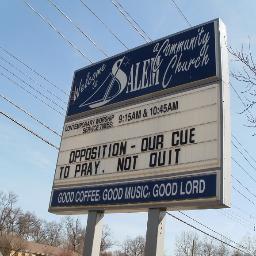 Welcome to
SALEM a Community Church
CONTEMPORARY WORSHIP
SERVICE TIMES: 9:15AM & 10:45AM
OPPOSITION - OUR CUE
TO PRAY, NOT QUIT
GOOD COFFEE, GOOD MUSIC, GOOD LORD